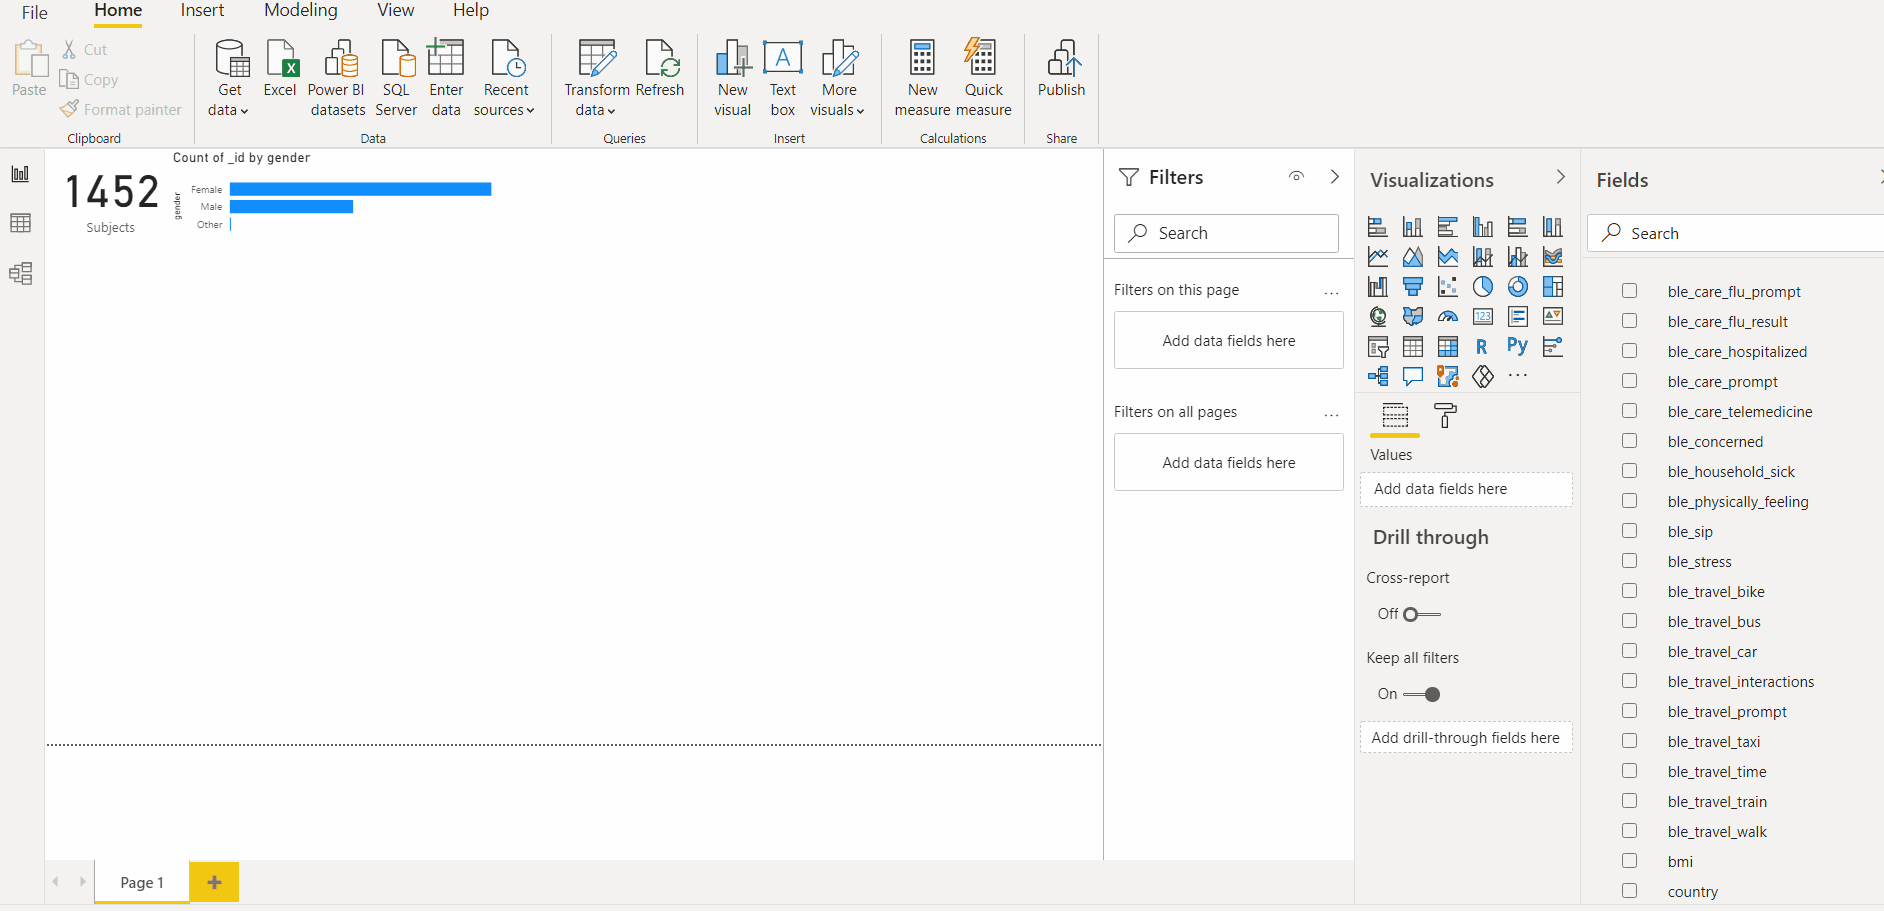 File Home Insert Modeling View Help
Paste
Cut
Copy
Format painter
Clipboard
Get data
Excel
Power BI datasets
SQL Server
Enter data
Recent sources
Data
Transform data
Refresh
Queries
New visual
Text box
More visuals
Insert
New measure
Quick measure
Calculations
Publish
Share
1452
Subjects
Count of _id by gender
gender
Female
Male
Other
Filters
Search
Filters on this page ...
Add data fields here
Filters on all pages ...
Add data fields here
Visualizations
123
R
Py
...
Values
Add data fields here
Drill through
Cross-report
Off
Keep all filters
On
Add drill-through fields here
Fields
Search
ble_care_flu_prompt
ble_care_flu_result
ble_care_hospitalized
ble_care_prompt
ble_care_telemedicine
ble_concerned
ble_household_sick
ble_physically_feeling
ble_sip
ble_stress
ble_travel_bike
ble_travel_bus
ble_travel_car
ble_travel_interactions
ble_travel_prompt
ble_travel_taxi
ble_travel_time
ble_travel_train
ble_travel_walk
bmi
country
Page 1